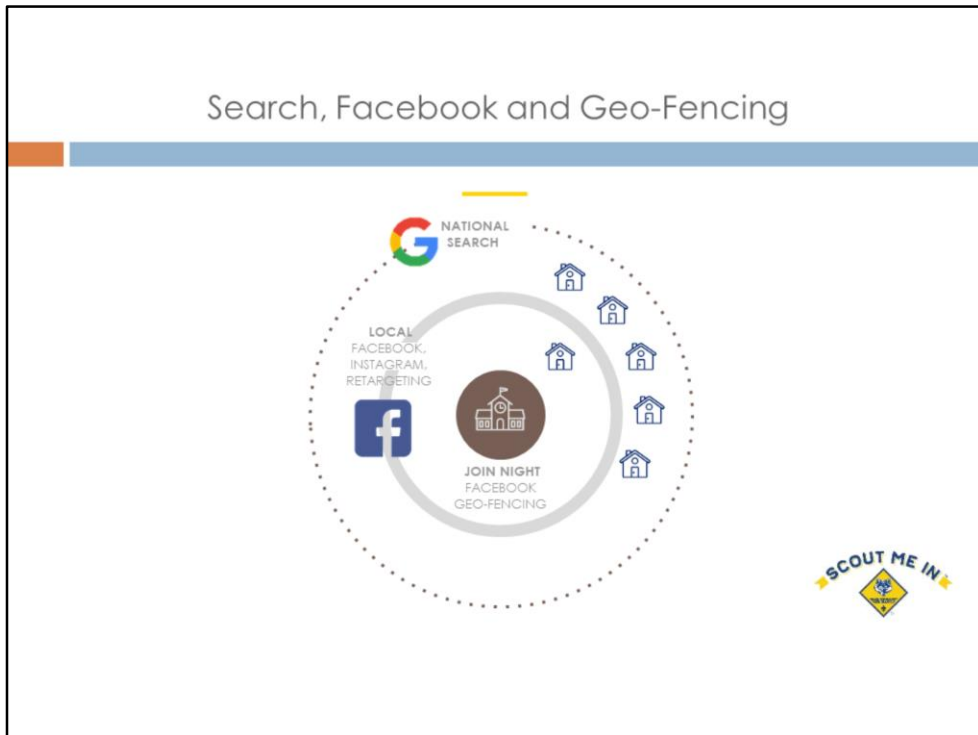 Search, Facebook and Geo-Fencing
NATIONAL
SEARCH
LOCAL
FACEBOOK,
INSTAGRAM,
RETARGETING
JOIN NIGHT
FACEBOOK
GEO-FENCING
SCOUT ME IN